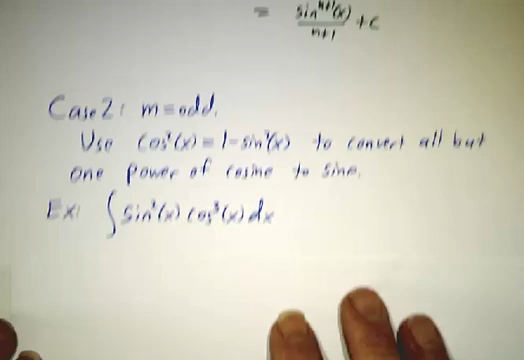 = sin^(n+1)(x)/(n+1) + C
Case 2: m = odd.
Use cos²(x) = 1 - sin²(x) to convert all but
one power of cosine to sine.
Ex: ∫ sin²(x) cos³(x) dx